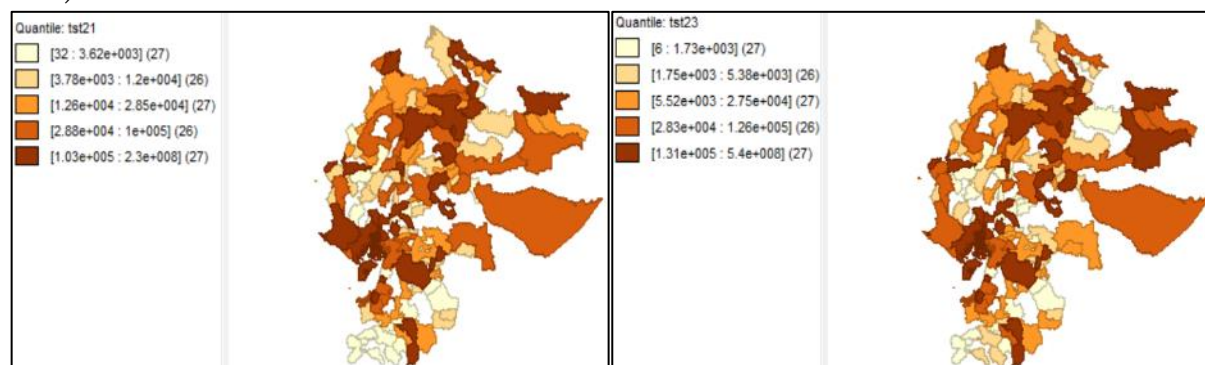 Quantile: tst21
[32 : 3.62e+003] (27)
[3.78e+003 : 1.2e+004] (26)
[1.26e+004 : 2.85e+004] (27)
[2.88e+004 : 1e+005] (26)
[1.03e+005 : 2.3e+008] (27)
Quantile: tst23
[6 : 1.73e+003] (27)
[1.75e+003 : 5.38e+003] (26)
[5.52e+003 : 2.75e+004] (27)
[2.83e+004 : 1.26e+005] (26)
[1.31e+005 : 5.4e+008] (27)